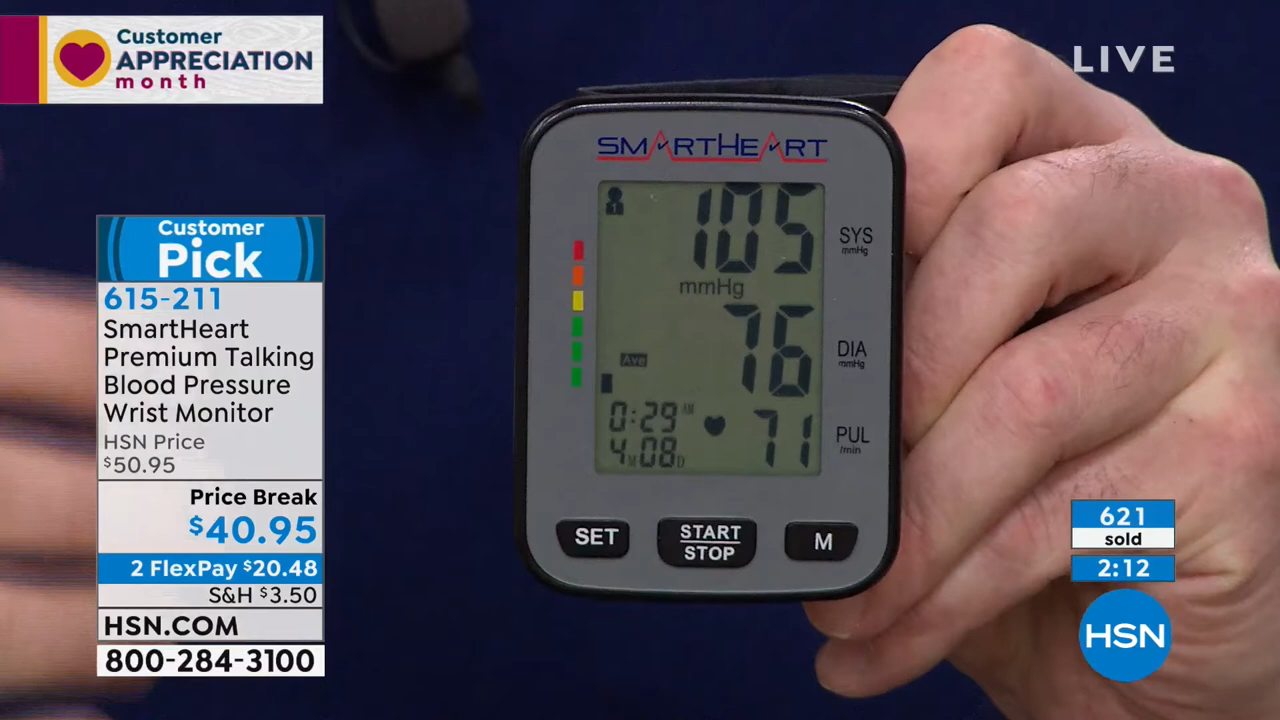 Customer
APPRECIATION
month
LIVE
Customer
Pick
615-211
SmartHeart
Premium Talking
Blood Pressure
Wrist Monitor
HSN Price
$50.95
Price Break
$40.95
2 FlexPay $20.48
S&H $3.50
HSN.COM
800-284-3100
SMARTHEART
105
SYS
mmHg
mmHg
76
DIA
mmHg
Ave
0:29 AM
71
PUL
/min
4M08D
SET
START
STOP
M
621
sold
2:12
HSN